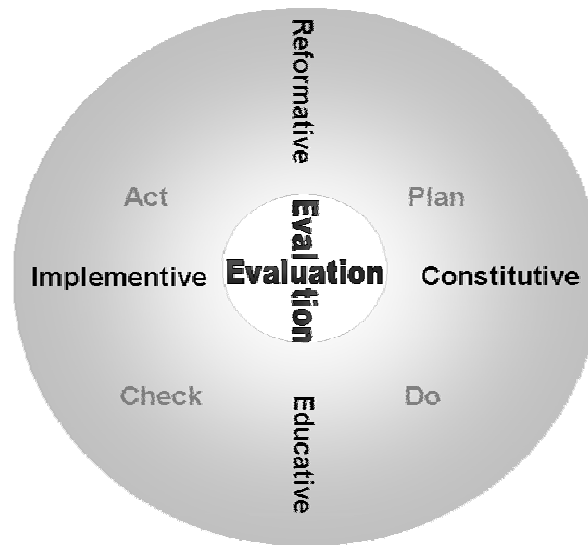 Reformative
Act
Plan
Evaluation
Implementive
Evaluation
Constitutive
Check
Do
Educative